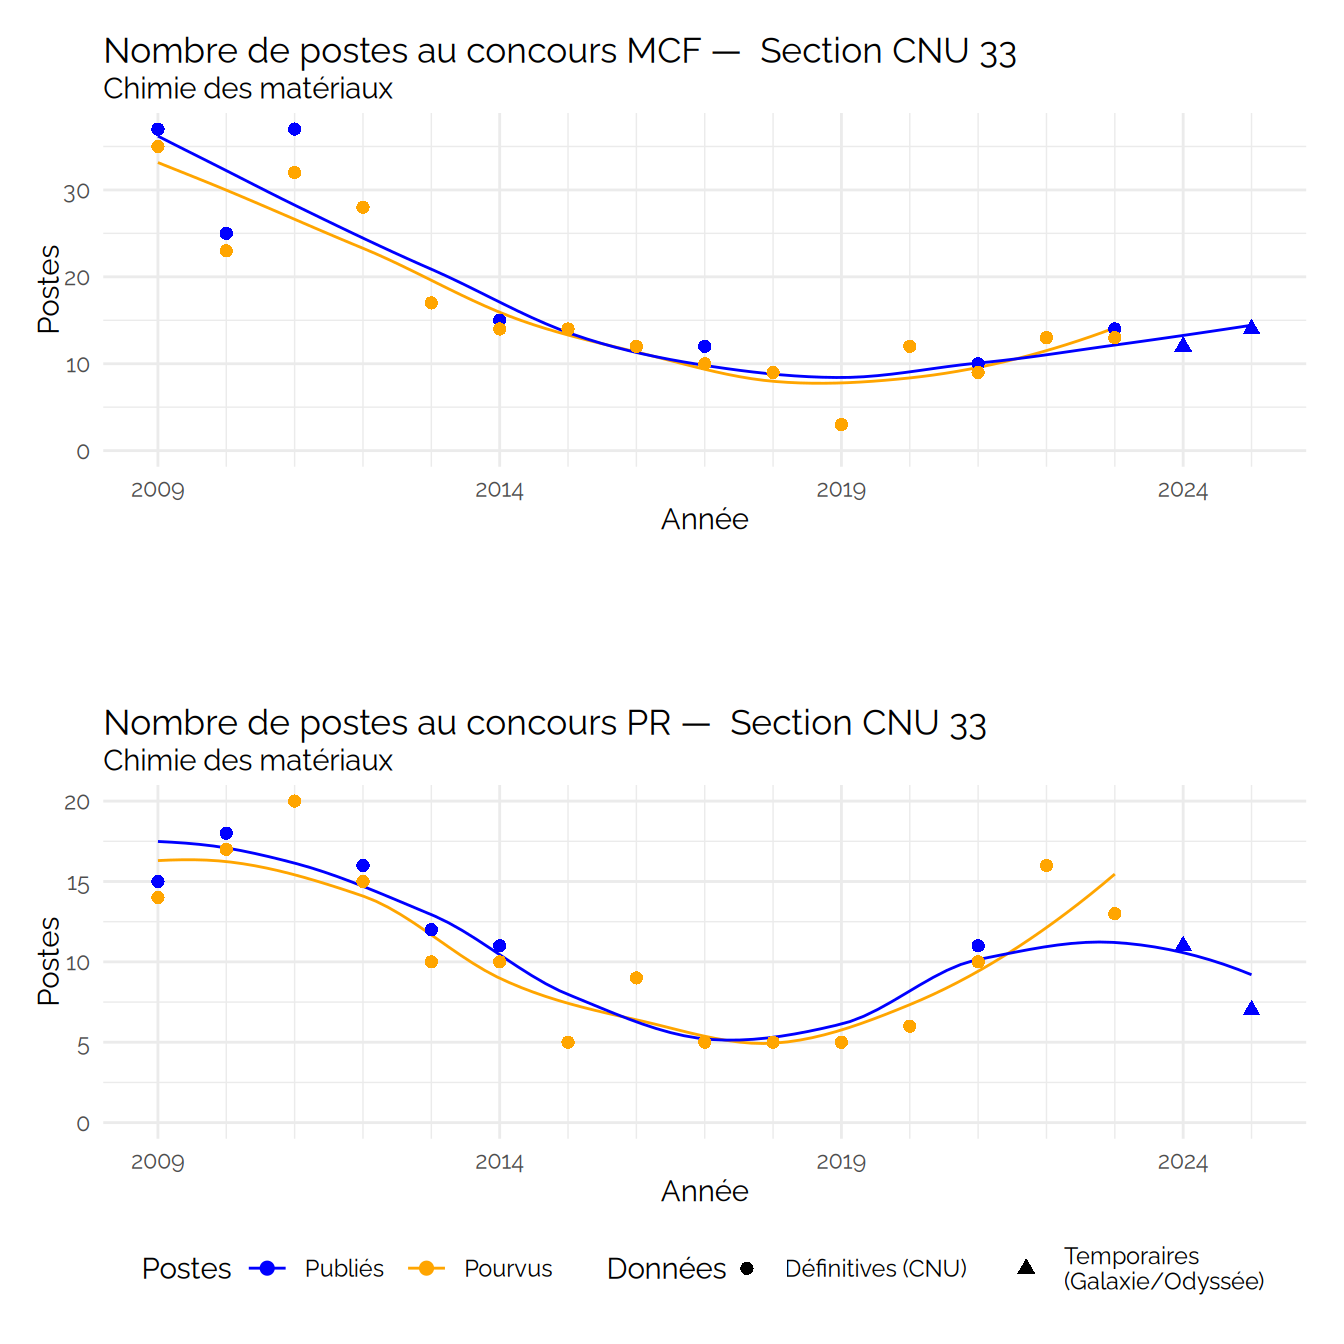 Nombre de postes au concours MCF — Section CNU 33
Chimie des matériaux
Postes
30
20
10
0
2009 2014 2019 2024
Année
Nombre de postes au concours PR — Section CNU 33
Chimie des matériaux
Postes
20
15
10
5
0
2009 2014 2019 2024
Année
Postes Publiés Pourvus Données Définitives (CNU) Temporaires
(Galaxie/Odyssée)